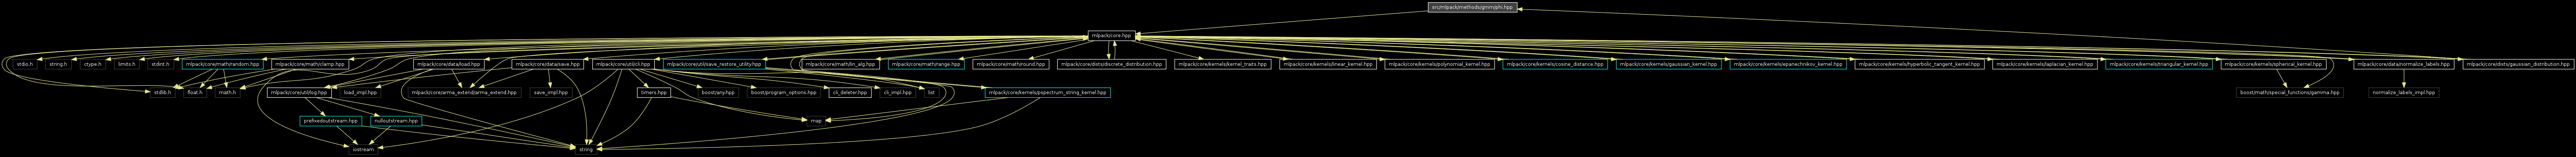 src/mlpack/methods/gmm/phi.hpp
mlpack/core.hpp
stdio.h
string.h
ctype.h
limits.h
stdint.h
mlpack/core/math/random.hpp
mlpack/core/math/clamp.hpp
mlpack/core/data/load.hpp
mlpack/core/data/save.hpp
mlpack/core/util/cli.hpp
mlpack/core/util/save_restore_utility.hpp
mlpack/core/math/lin_alg.hpp
mlpack/core/math/range.hpp
mlpack/core/math/round.hpp
mlpack/core/dists/discrete_distribution.hpp
mlpack/core/kernels/kernel_traits.hpp
mlpack/core/kernels/linear_kernel.hpp
mlpack/core/kernels/polynomial_kernel.hpp
mlpack/core/kernels/cosine_distance.hpp
mlpack/core/kernels/gaussian_kernel.hpp
mlpack/core/kernels/epanechnikov_kernel.hpp
mlpack/core/kernels/hyperbolic_tangent_kernel.hpp
mlpack/core/kernels/laplacian_kernel.hpp
mlpack/core/kernels/triangular_kernel.hpp
mlpack/core/kernels/spherical_kernel.hpp
mlpack/core/data/normalize_labels.hpp
mlpack/core/dists/gaussian_distribution.hpp
stdlib.h
float.h
math.h
mlpack/core/util/log.hpp
load_impl.hpp
mlpack/core/arma_extend/arma_extend.hpp
save_impl.hpp
timers.hpp
boost/any.hpp
boost/program_options.hpp
cli_deleter.hpp
cli_impl.hpp
list
mlpack/core/kernels/pspectrum_string_kernel.hpp
boost/math/special_functions/gamma.hpp
normalize_labels_impl.hpp
prefixedoutstream.hpp
nulloutstream.hpp
map
iostream
string